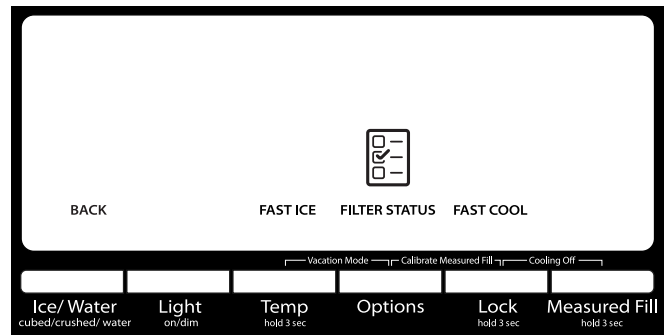 BACK FAST ICE FILTER STATUS FAST COOL
Vacation Mode Calibrate Measured Fill Cooling Off
Ice/ Water Light Temp Options Lock Measured Fill
cubed/crushed/ water on/dim hold 3 sec hold 3 sec hold 3 sec